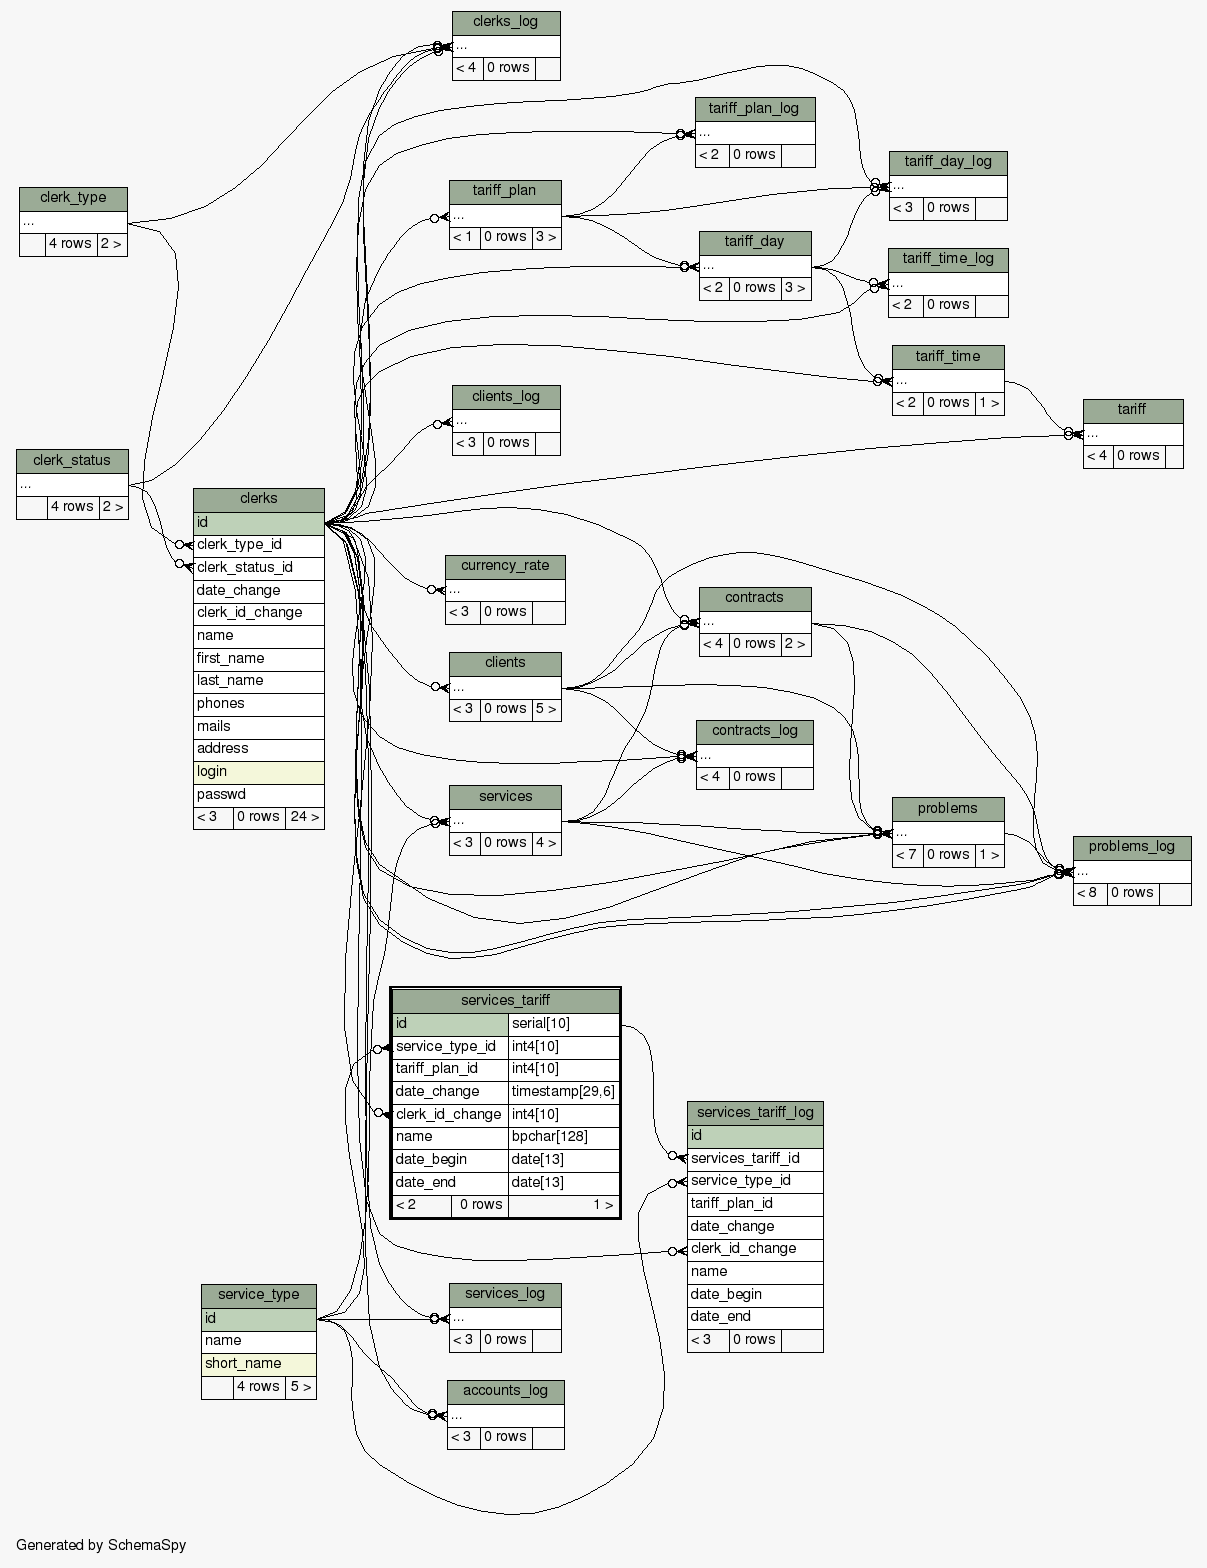 clerks_log
...
< 4 0 rows
tariff_plan_log
...
< 2 0 rows
tariff_day_log
...
< 3 0 rows
clerk_type
...
4 rows 2 >
tariff_plan
...
< 1 0 rows 3 >
tariff_day
...
< 2 0 rows 3 >
tariff_time_log
...
< 2 0 rows
tariff_time
...
< 2 0 rows 1 >
clients_log
...
< 3 0 rows
tariff
...
< 4 0 rows
clerk_status
...
4 rows 2 >
clerks
id
clerk_type_id
clerk_status_id
date_change
clerk_id_change
name
first_name
last_name
phones
mails
address
login
passwd
< 3 0 rows 24 >
currency_rate
...
< 3 0 rows
contracts
...
< 4 0 rows 2 >
clients
...
< 3 0 rows 5 >
contracts_log
...
< 4 0 rows
services
...
< 3 0 rows 4 >
problems
...
< 7 0 rows 1 >
problems_log
...
< 8 0 rows
services_tariff
id serial[10]
service_type_id int4[10]
tariff_plan_id int4[10]
date_change timestamp[29,6]
clerk_id_change int4[10]
name bpchar[128]
date_begin date[13]
date_end date[13]
< 2 0 rows 1 >
services_tariff_log
id
services_tariff_id
service_type_id
tariff_plan_id
date_change
clerk_id_change
name
date_begin
date_end
< 3 0 rows
service_type
id
name
short_name
4 rows 5 >
services_log
...
< 3 0 rows
accounts_log
...
< 3 0 rows
Generated by SchemaSpy